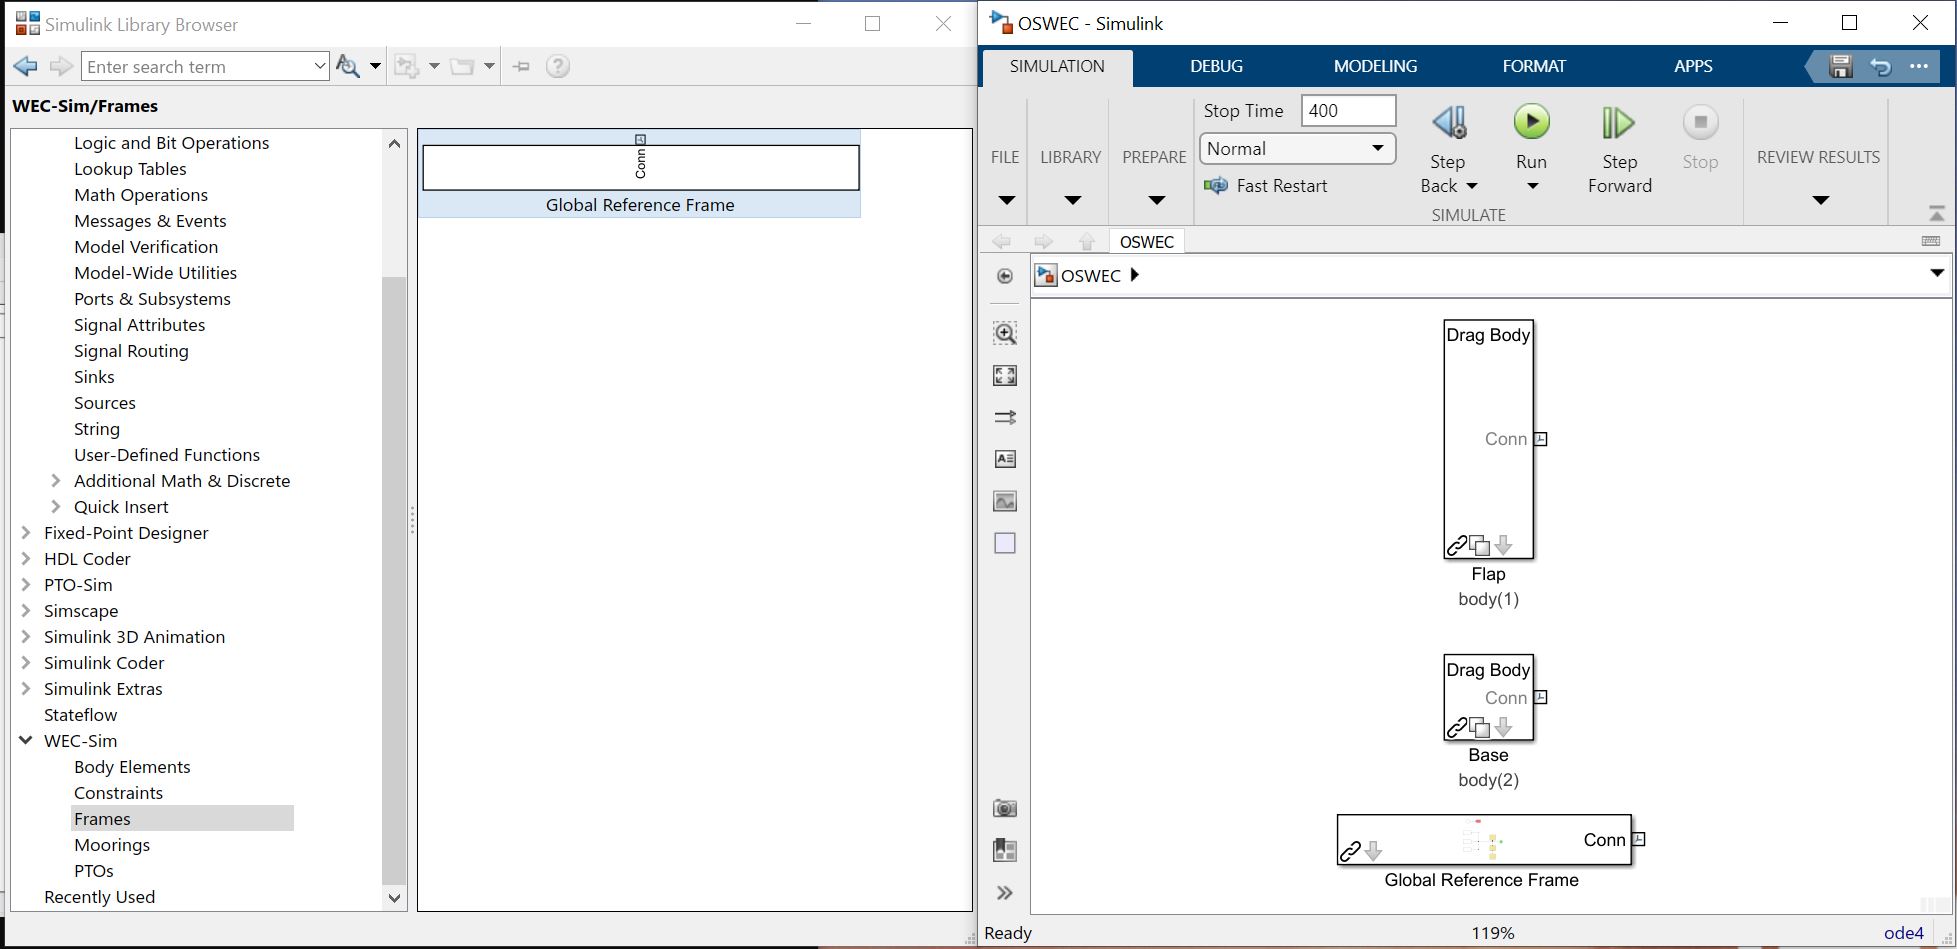 Simulink Library Browser
Enter search term
WEC-Sim/Frames
Logic and Bit Operations
Lookup Tables
Math Operations
Messages & Events
Model Verification
Model-Wide Utilities
Ports & Subsystems
Signal Attributes
Signal Routing
Sinks
Sources
String
User-Defined Functions
Additional Math & Discrete
Quick Insert
Fixed-Point Designer
HDL Coder
PTO-Sim
Simscape
Simulink 3D Animation
Simulink Coder
Simulink Extras
Stateflow
WEC-Sim
Body Elements
Constraints
Frames
Moorings
PTOs
Recently Used
Conn
Global Reference Frame
OSWEC - Simulink
SIMULATION DEBUG MODELING FORMAT APPS
FILE
LIBRARY
PREPARE
Stop Time 400
Normal
Fast Restart
Step Back
Run
Step Forward
Stop
SIMULATE
REVIEW RESULTS
OSWEC
OSWEC
Drag Body
Conn
Flap
body(1)
Drag Body
Conn
Base
body(2)
Conn
Global Reference Frame
Ready 119% ode4